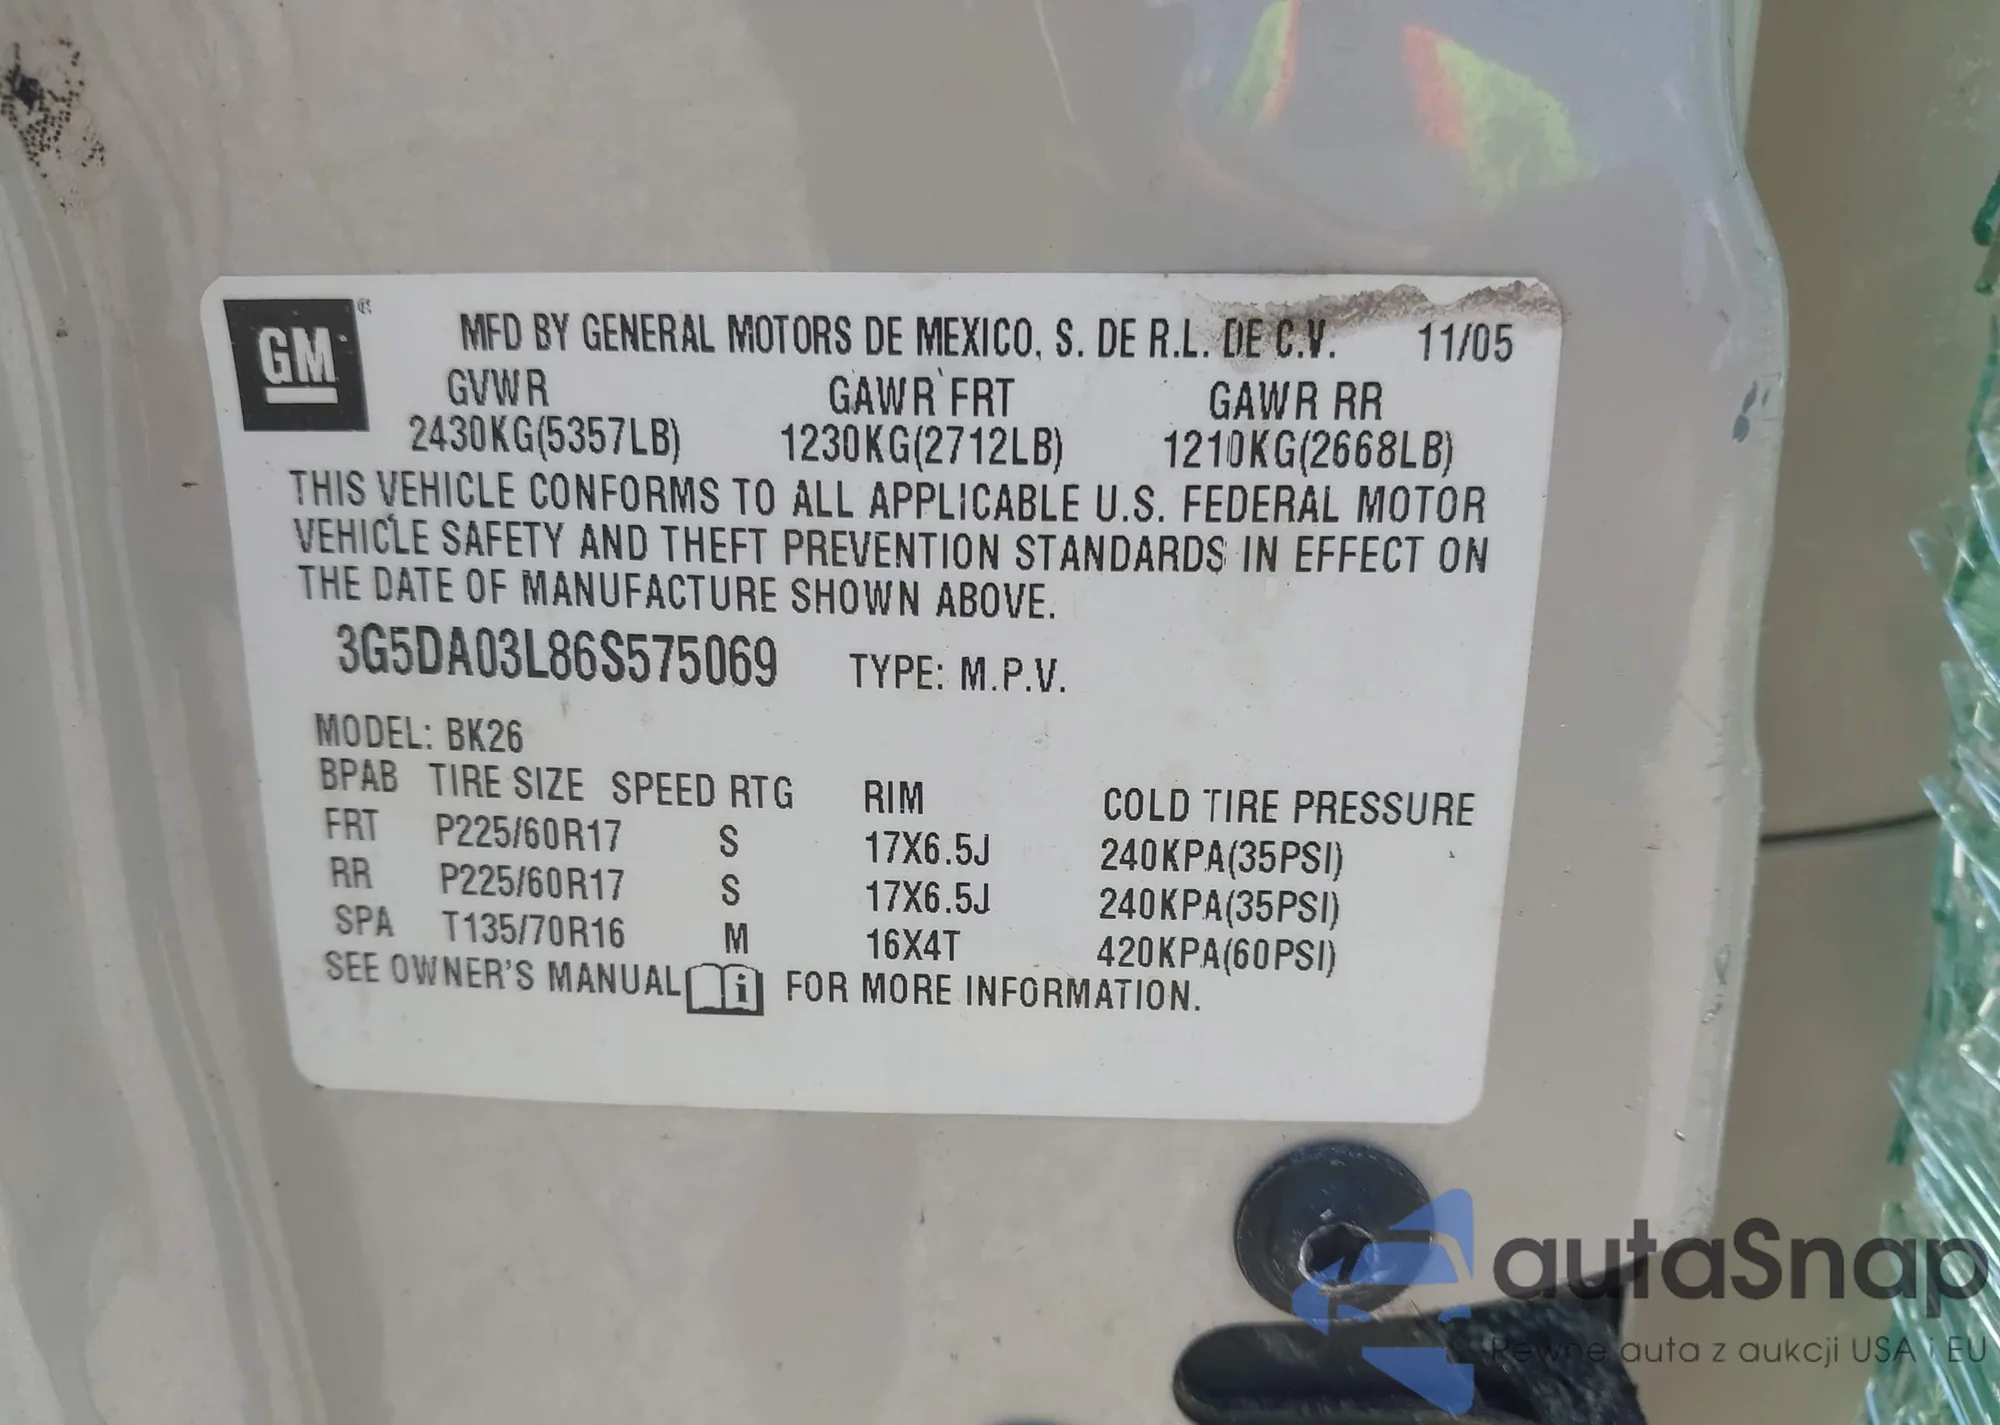 GM ®
MFD BY GENERAL MOTORS DE MEXICO, S. DE R.L. DE C.V. 11/05
GVWR GAWR FRT GAWR RR
2430KG(5357LB) 1230KG(2712LB) 1210KG(2668LB)
THIS VEHICLE CONFORMS TO ALL APPLICABLE U.S. FEDERAL MOTOR
VEHICLE SAFETY AND THEFT PREVENTION STANDARDS IN EFFECT ON
THE DATE OF MANUFACTURE SHOWN ABOVE.
3G5DA03L86S575069 TYPE: M.P.V.
MODEL: BK26
BPAB TIRE SIZE SPEED RTG RIM COLD TIRE PRESSURE
FRT P225/60R17 S 17X6.5J 240KPA(35PSI)
RR P225/60R17 S 17X6.5J 240KPA(35PSI)
SPA T135/70R16 M 16X4T 420KPA(60PSI)
SEE OWNER'S MANUAL i FOR MORE INFORMATION.
autaSnap
Pewne auta z aukcji USA i EU